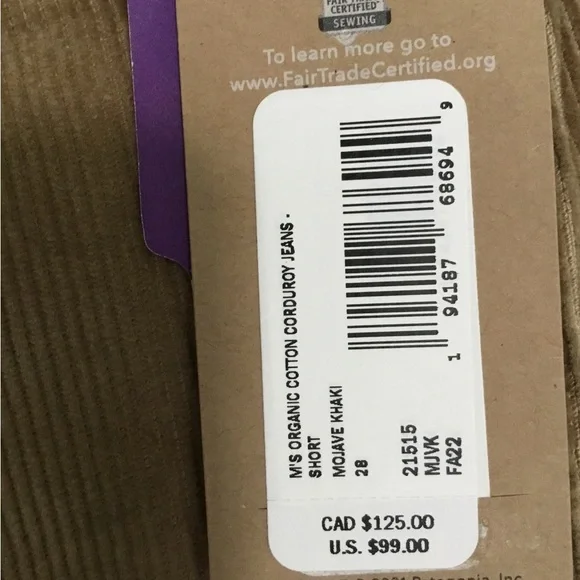 CERTIFIED
SEWING
To learn more go to
www.FairTradeCertified.org
M'S ORGANIC COTTON CORDUROY JEANS -
SHORT
MOJAVE KHAKI
28
21515
MJVK
FA22
1 94187 68694 9
CAD $125.00
U.S. $99.00